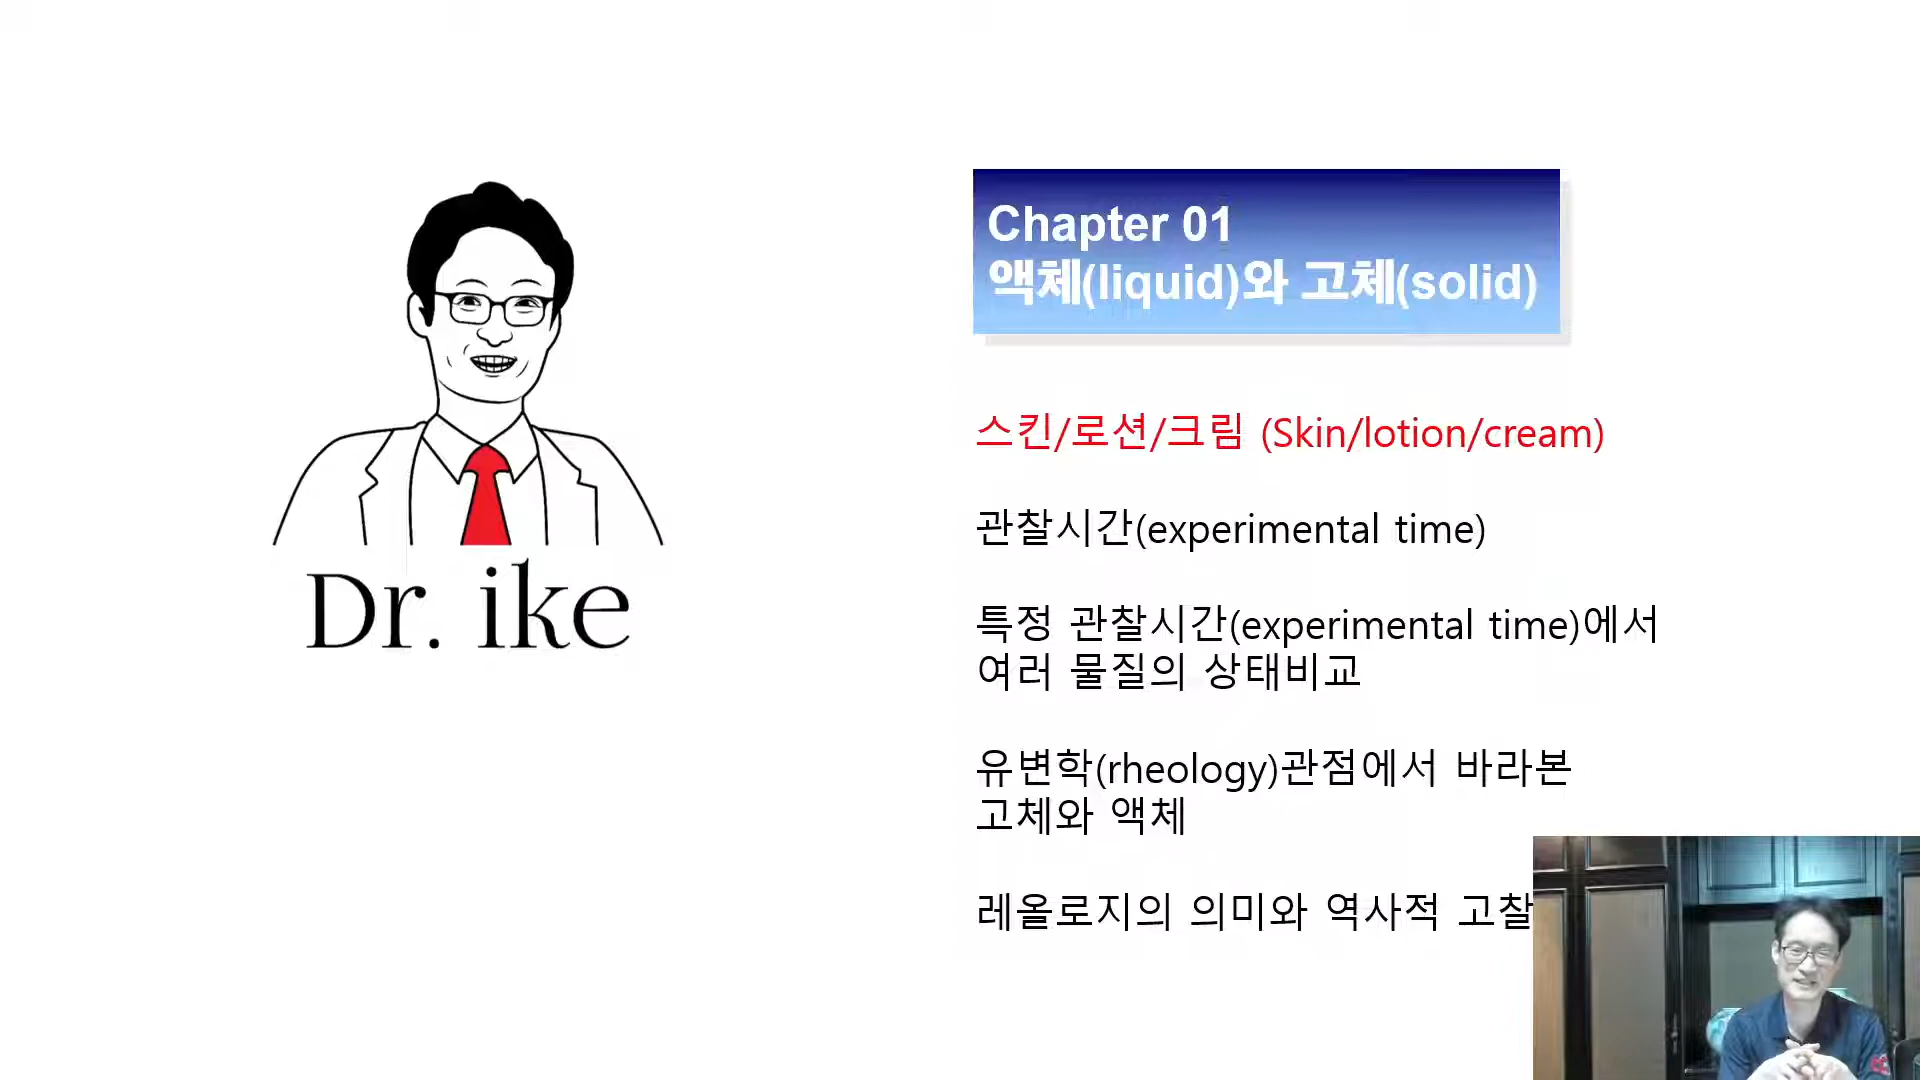 Dr. ike
Chapter 01
액체(liquid)와 고체(solid)
스킨/로션/크림 (Skin/lotion/cream)
관찰시간(experimental time)
특정 관찰시간(experimental time)에서
여러 물질의 상태비교
유변학(rheology)관점에서 바라본
고체와 액체
레올로지의 의미와 역사적 고찰